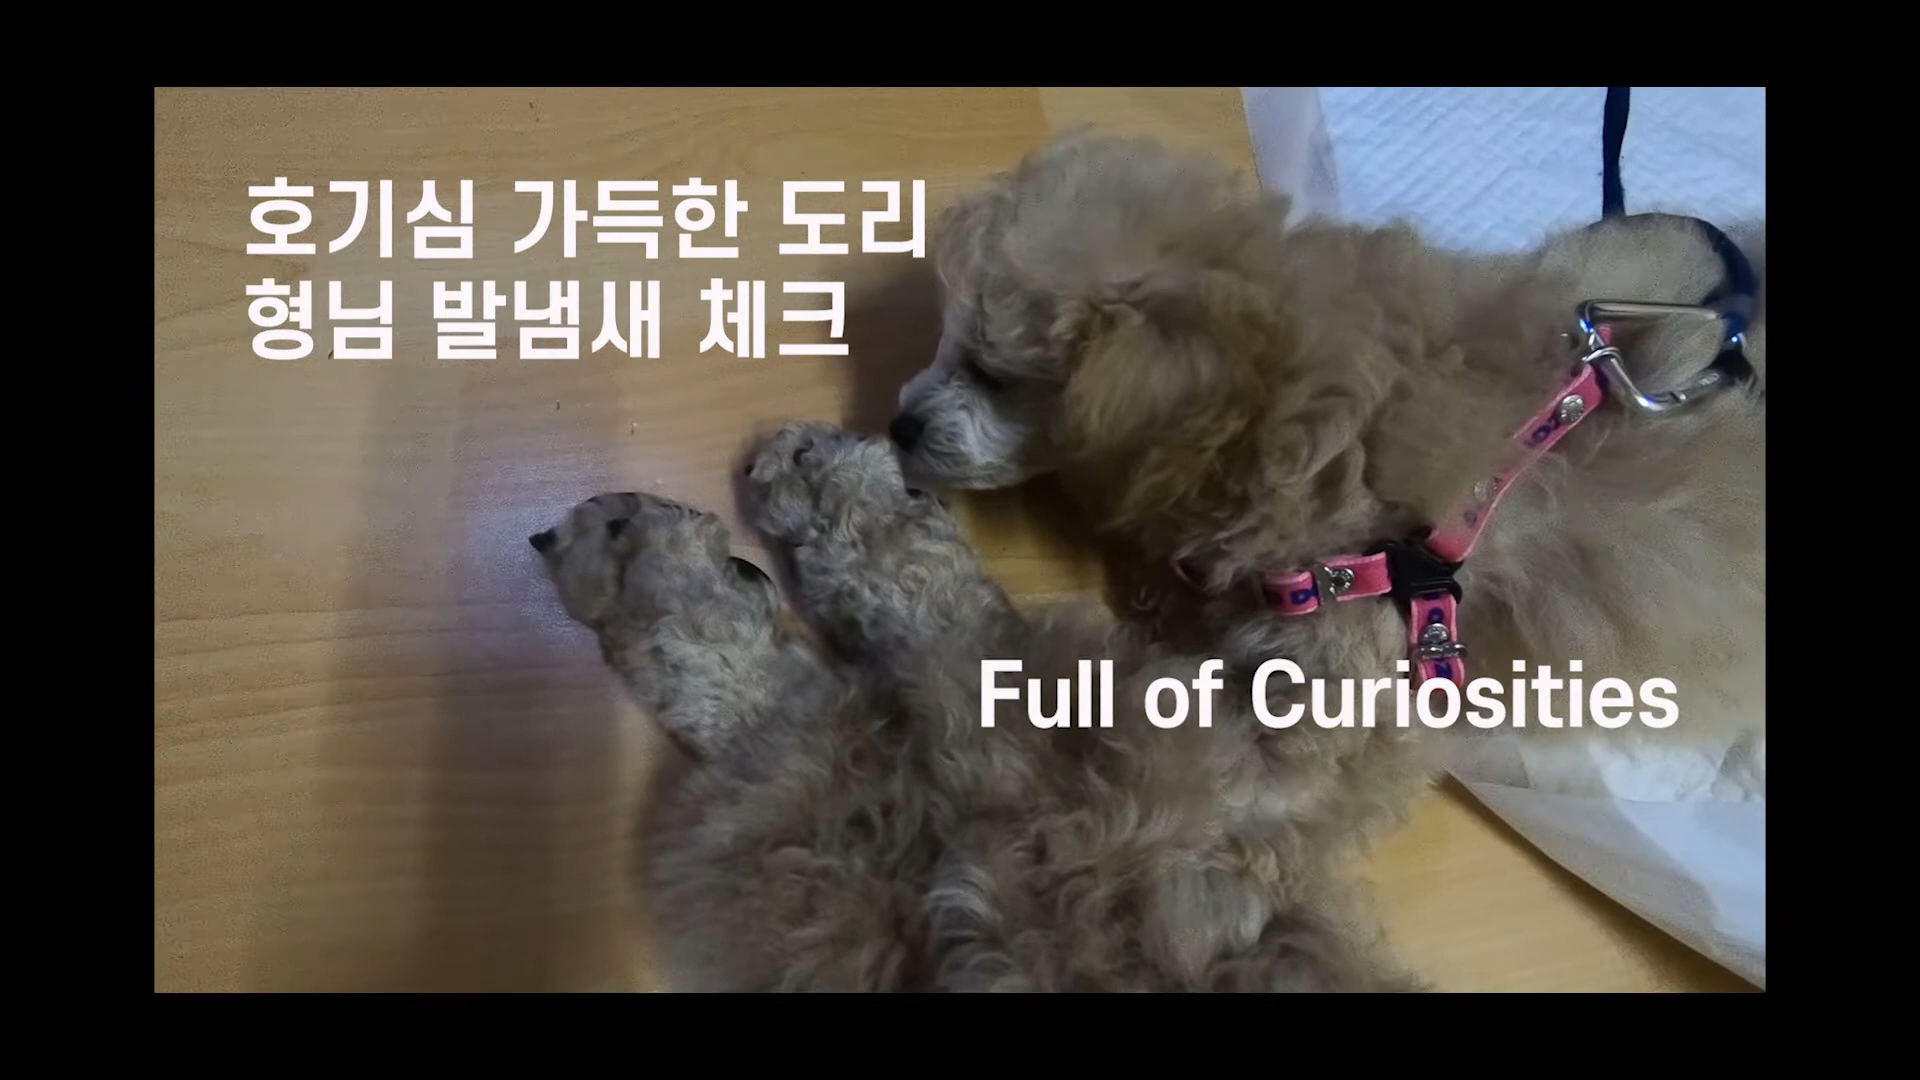 호기심 가득한 도리
형님 발냄새 체크
Full of Curiosities